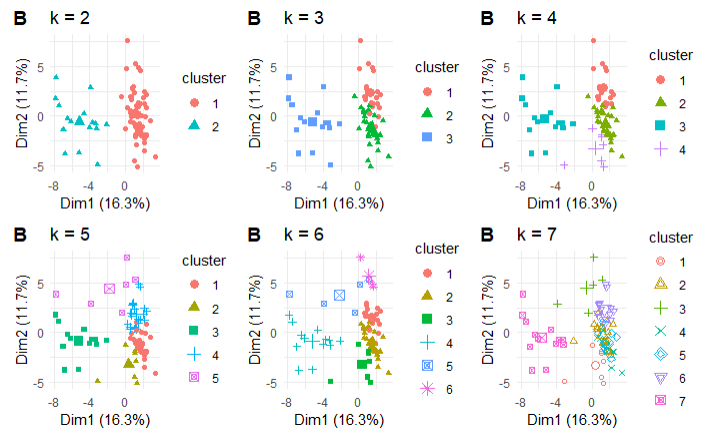 B k = 2
Dim2 (11.7%)
5
0
-5
-8 -4 0
Dim1 (16.3%)
cluster
1
2
B k = 3
Dim2 (11.7%)
5
0
-5
-8 -4 0
Dim1 (16.3%)
cluster
1
2
3
B k = 4
Dim2 (11.7%)
5
0
-5
-8 -4 0
Dim1 (16.3%)
cluster
1
2
3
4
B k = 5
Dim2 (11.7%)
5
0
-5
-8 -4 0
Dim1 (16.3%)
cluster
1
2
3
4
5
B k = 6
Dim2 (11.7%)
5
0
-5
-8 -4 0
Dim1 (16.3%)
cluster
1
2
3
4
5
6
B k = 7
Dim2 (11.7%)
5
0
-5
-8 -4 0
Dim1 (16.3%)
cluster
1
2
3
4
5
6
7